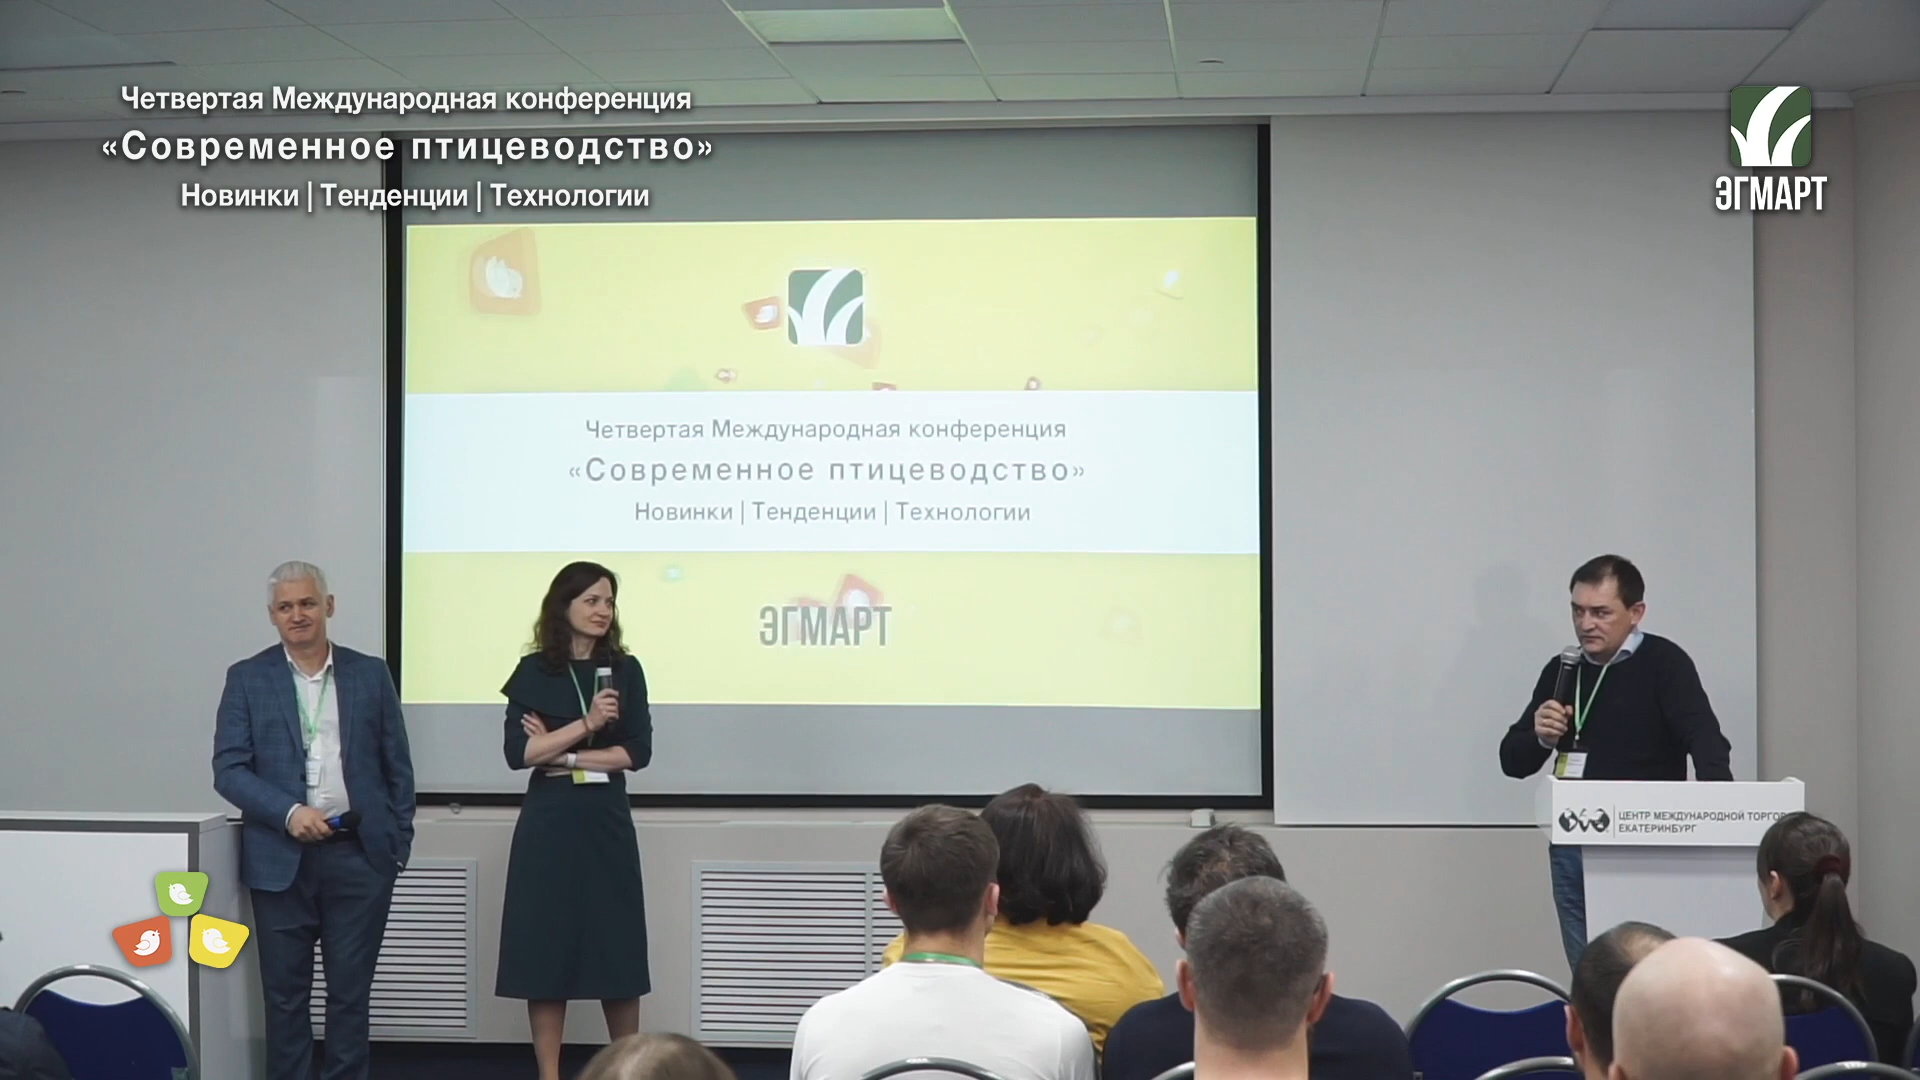 Четвертая Международная конференция
«Современное птицеводство»
Новинки | Тенденции | Технологии
ЭГМАРТ
Четвертая Международная конференция
«Современное птицеводство»
Новинки | Тенденции | Технологии
ЭГМАРТ
ЦЕНТР МЕЖДУНАРОДНОЙ
ЕКАТЕРИНБУРГ